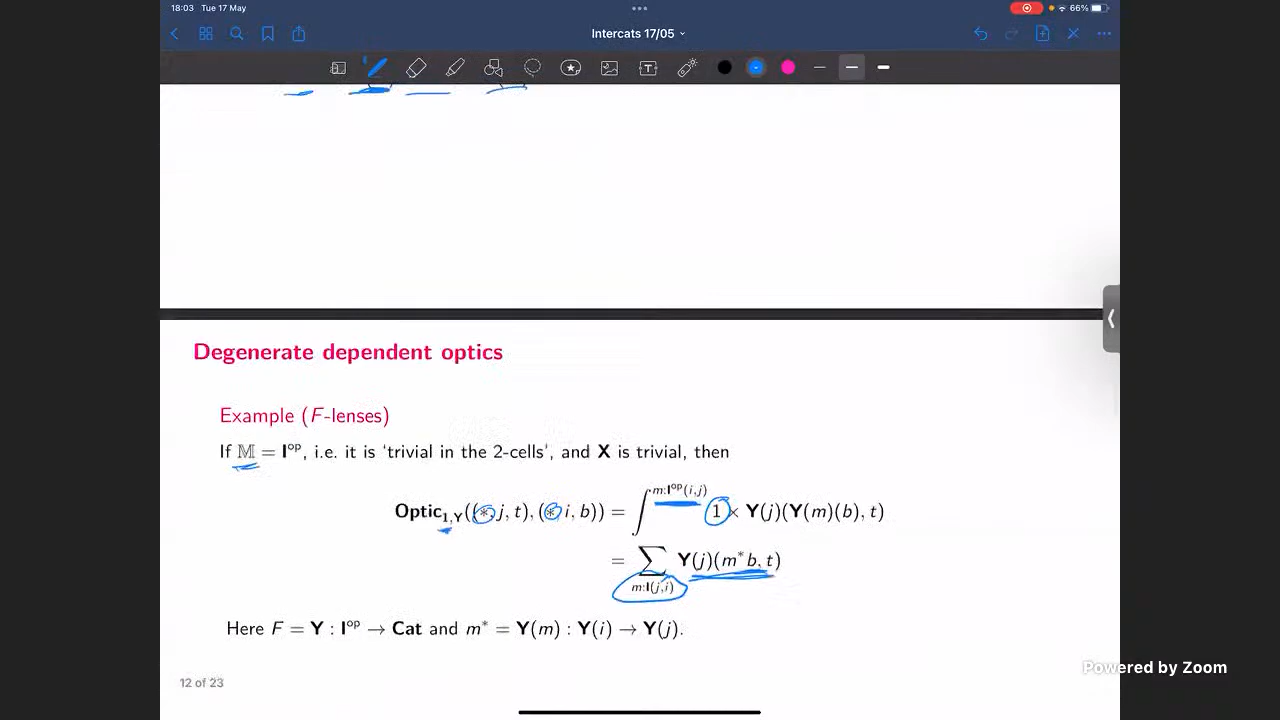 18:03 Tue 17 May
66%
Intercats 17/05
Degenerate dependent optics
Example (F-lenses)
If 𝕄 = I^op, i.e. it is ‘trivial in the 2-cells’, and X is trivial, then
Optic_{1,Y}((*, j, t), (*, i, b)) = ∫^{m:I^op(i,j)} 1 × Y(j)(Y(m)(b), t)
= ∑_{m:I(j,i)} Y(j)(m*b, t)
Here F = Y : I^op → Cat and m* = Y(m) : Y(i) → Y(j).
12 of 23
Powered by Zoom